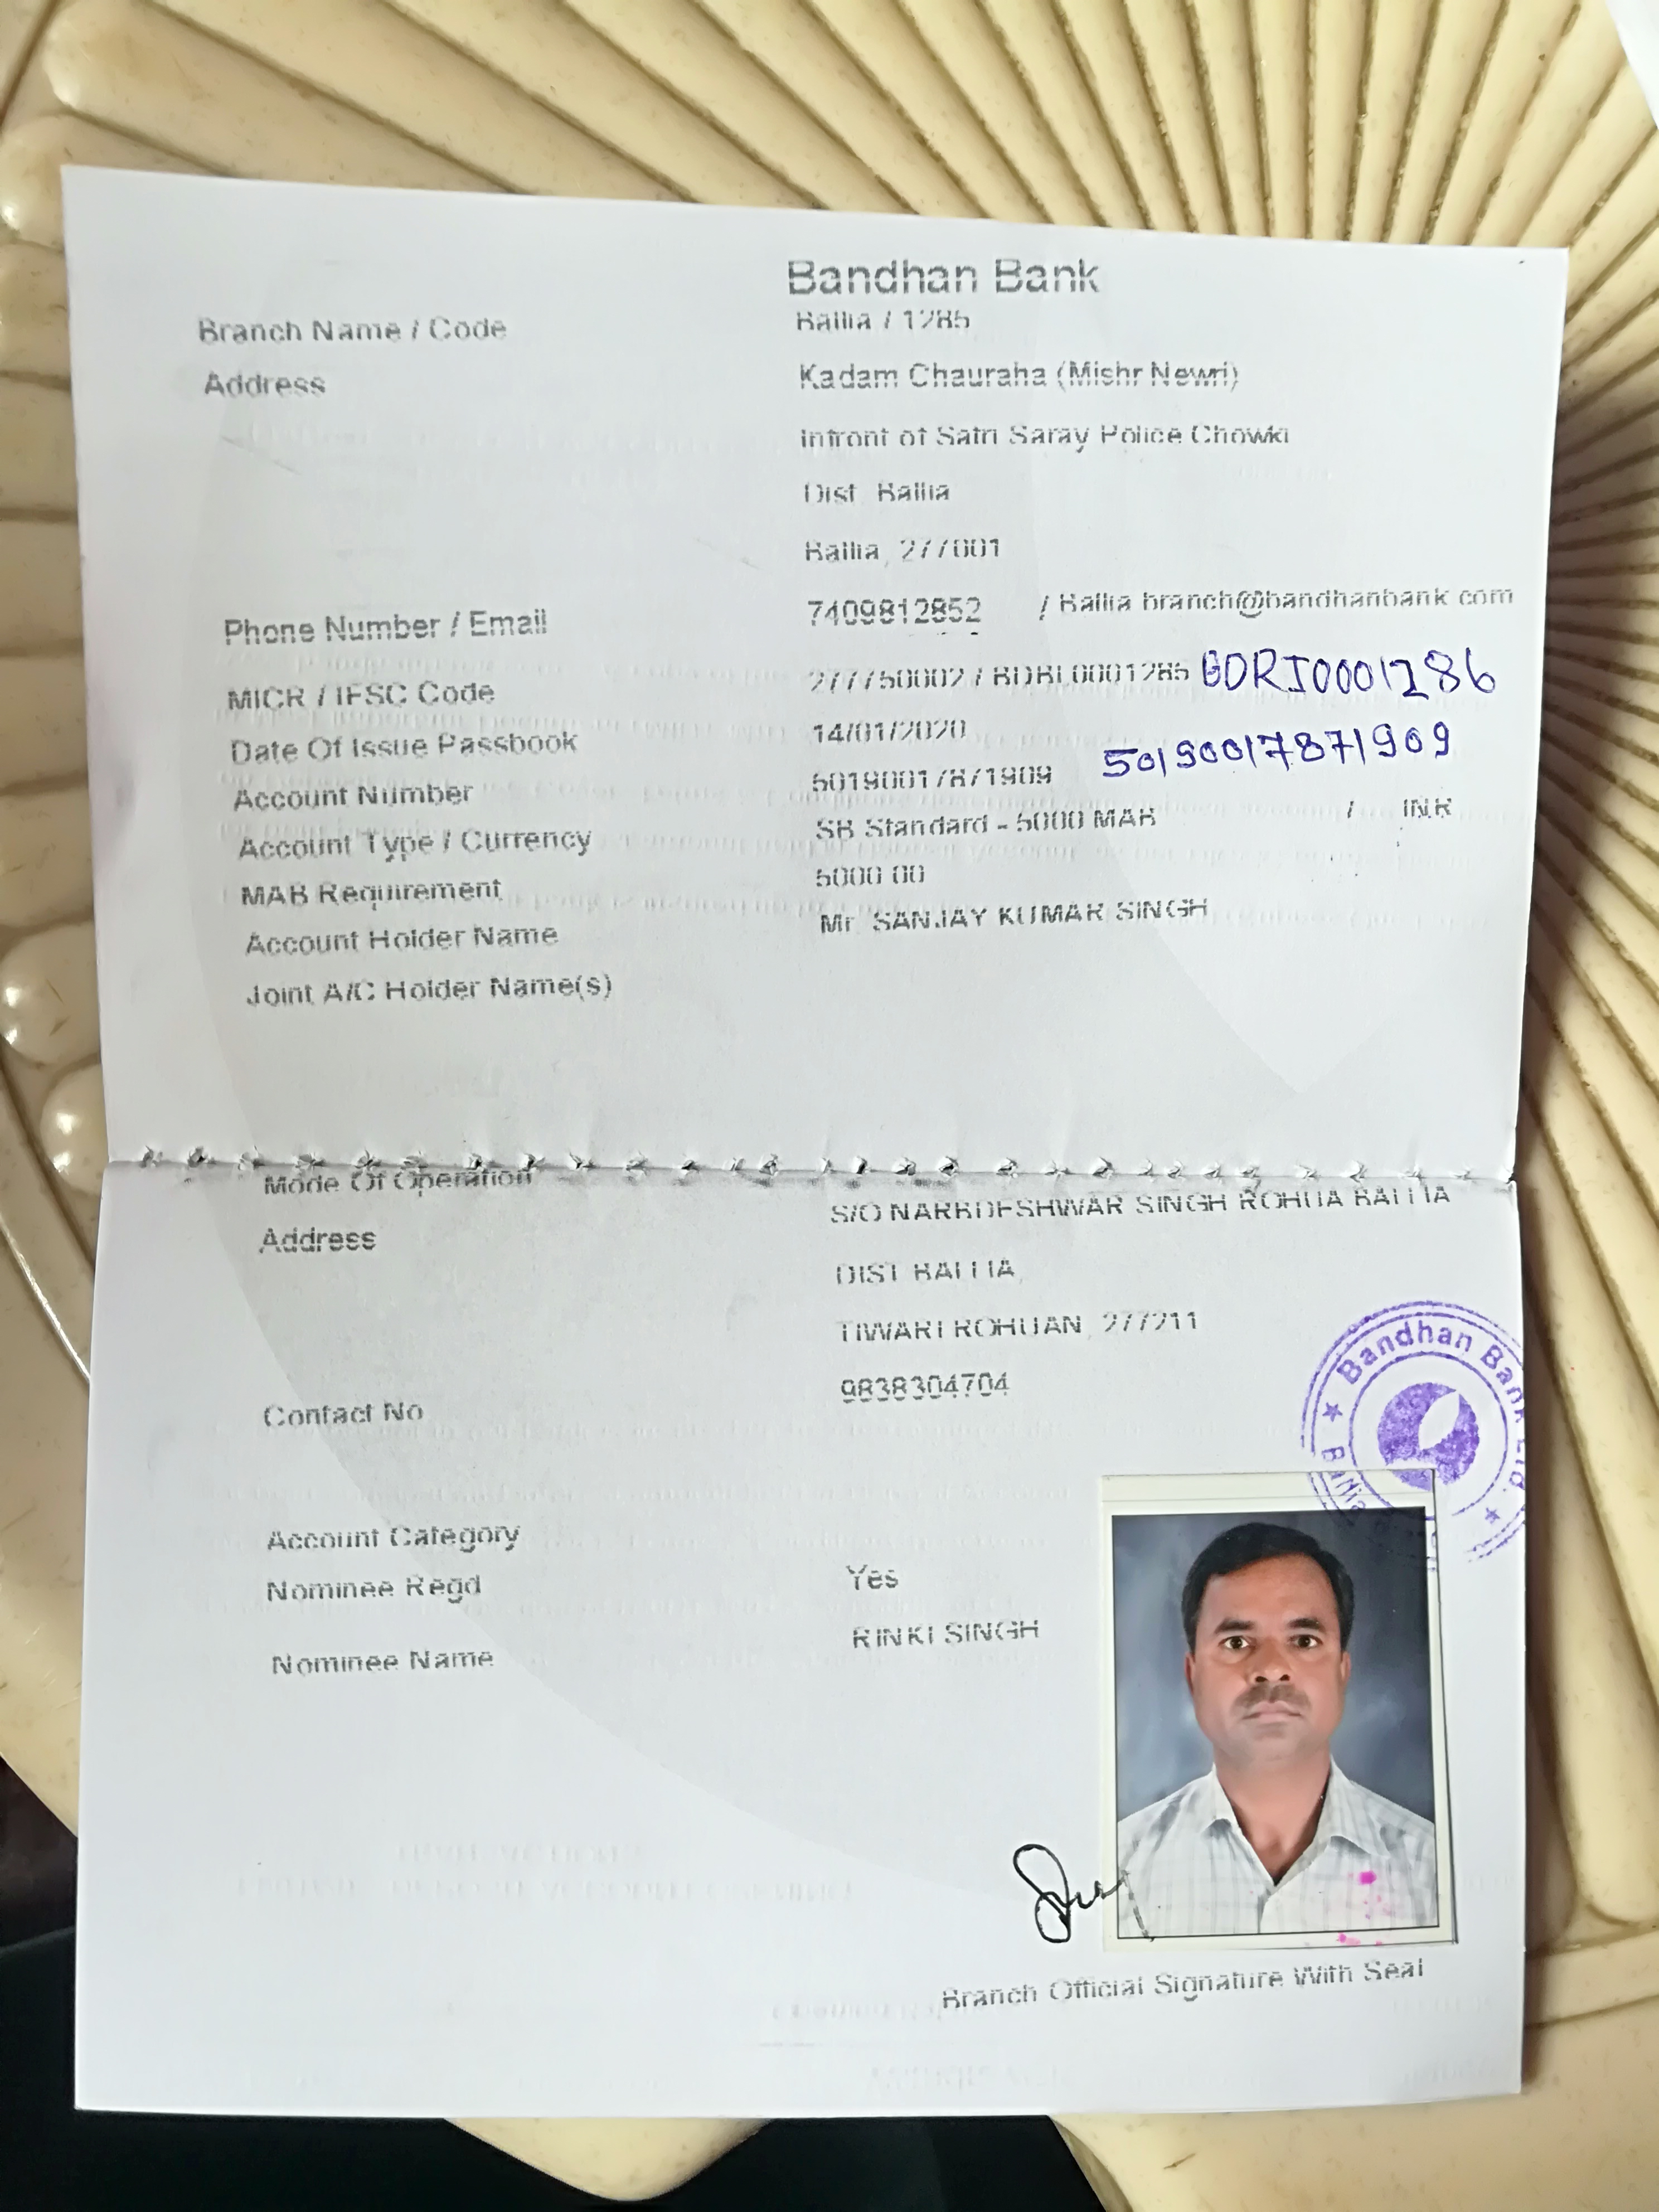 Bandhan Bank
Branch Name / Code Ballia / 1285
Address Kadam Chauraha (Mishr Newri)
Infront of Satri Saray Police Chowki
Dist Ballia
Ballia, 277001
Phone Number / Email 7409812852 / Ballia branch@bandhanbank com
MICR / IFSC Code 277750002 / BDBL0001285 BDRI0001286
Date Of Issue Passbook 14/01/2020
Account Number 50190017871909 50190017871909
Account Type / Currency SB Standard - 5000 MAB / INR
MAB Requirement 5000 00
Account Holder Name Mr SANJAY KUMAR SINGH
Joint A/C Holder Name(s)
Mode Of Operation
Address S/O NARBDESHWAR SINGH ROHUA BALLIA
DIST BALLIA,
TIWARI ROHUAN, 277211
Contact No 9838304704
Bandhan Bank Ltd.
Account Category
Nominee Regd Yes
Nominee Name RINKI SINGH
Branch Official Signature With Seal